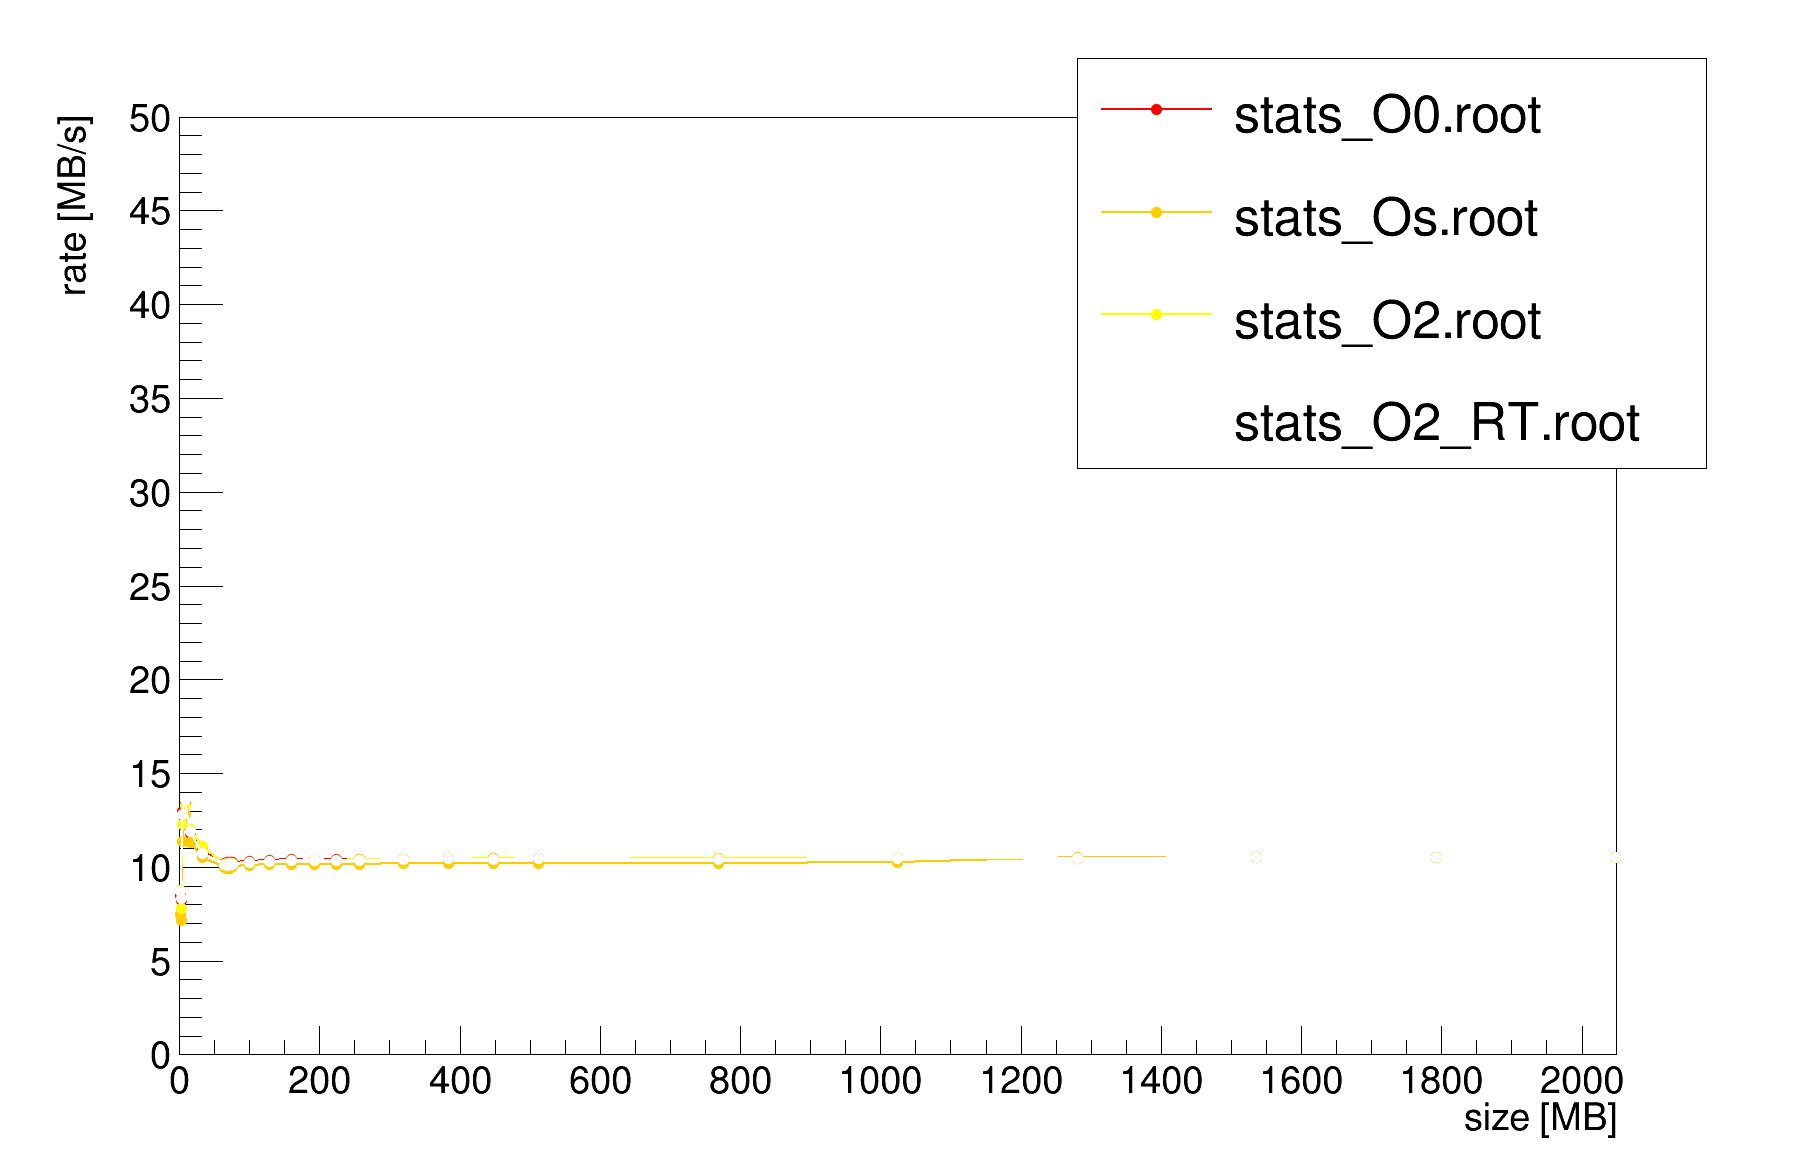 stats_O0.root
stats_Os.root
stats_O2.root
stats_O2_RT.root
rate [MB/s]
50
45
40
35
30
25
20
15
10
5
0
0 200 400 600 800 1000 1200 1400 1600 1800 2000
size [MB]